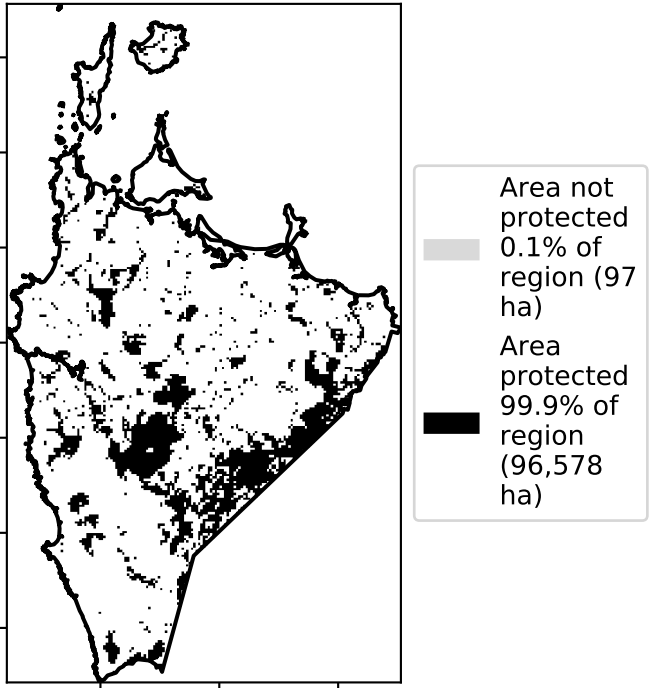 Area not
protected
0.1% of
region (97
ha)
Area
protected
99.9% of
region
(96,578
ha)